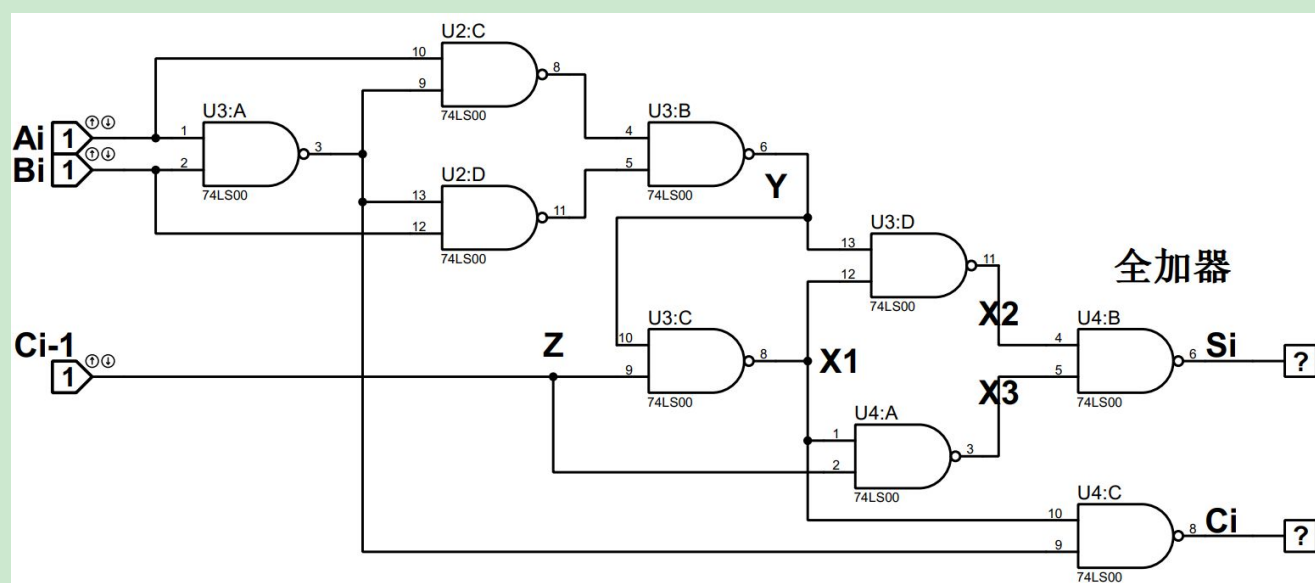 U2:C
10
9
8
74LS00
U3:A
Ai
1
1
2
3
Bi
1
74LS00
U3:B
4
5
6
74LS00
Y
U2:D
13
12
11
74LS00
U3:D
13
12
11
74LS00
全加器
X2
Ci-1
1
Z
U3:C
10
9
8
74LS00
X1
U4:B
4
5
6
Si
?
74LS00
X3
U4:A
1
2
3
74LS00
U4:C
10
9
8
Ci
?
74LS00